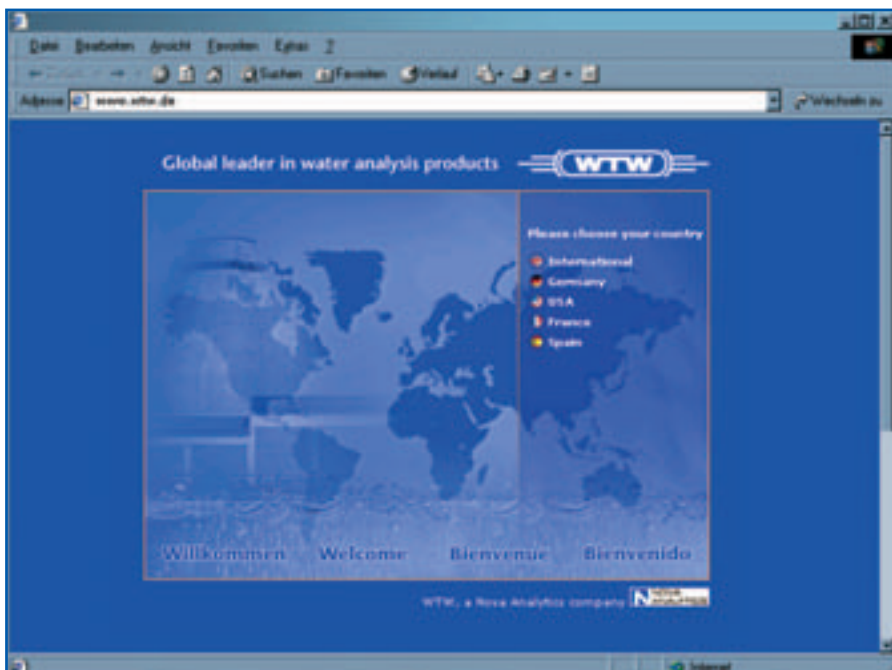 Datei Bearbeiten Ansicht Favoriten Extras ?
Suchen Favoriten Verlauf
Adresse www.wtw.de Wechseln zu
Global leader in water analysis products WTW
Please choose your country
International
Germany
USA
France
Spain
Willkommen Welcome Bienvenue Bienvenido
WTW, a Nova Analytics company N NOVA ANALYTICS
Internet